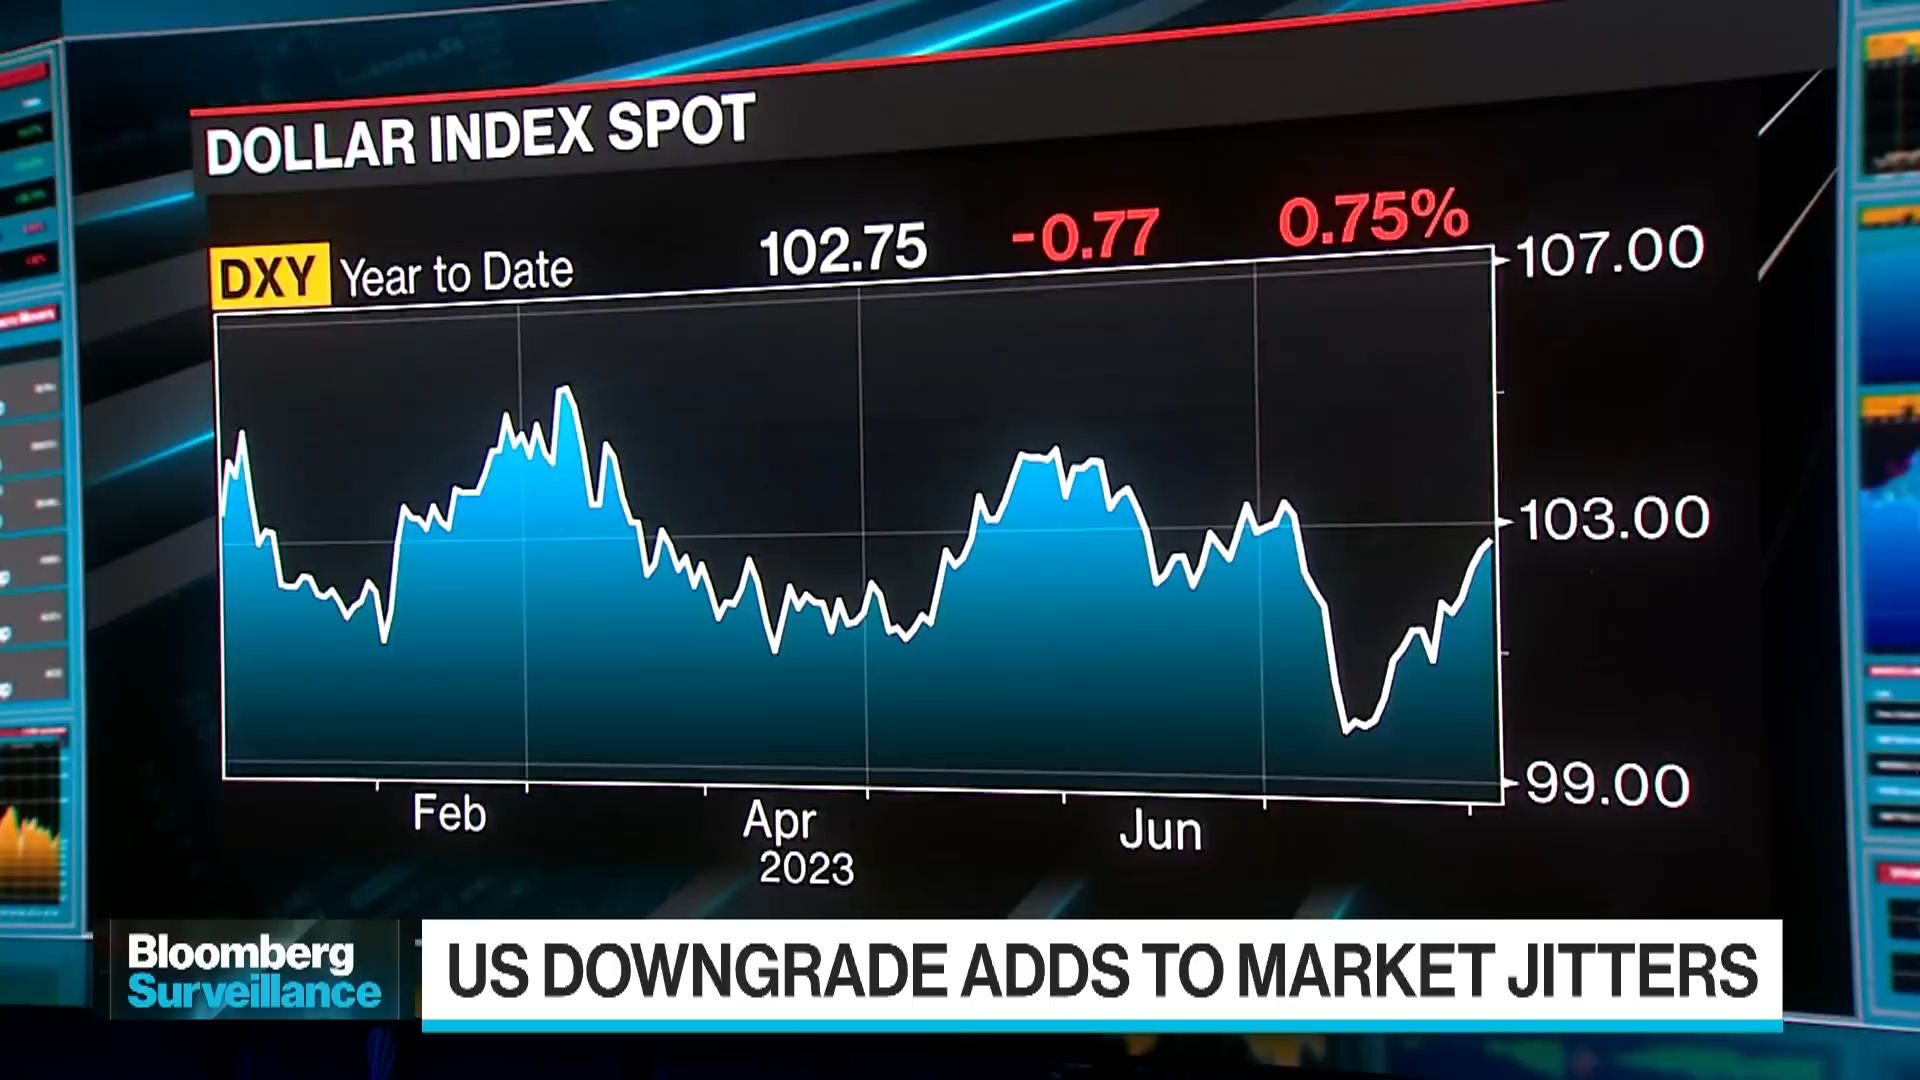 DOLLAR INDEX SPOT
DXY Year to Date 102.75 -0.77 0.75%
107.00
103.00
99.00
Feb Apr Jun
2023
Bloomberg
Surveillance
US DOWNGRADE ADDS TO MARKET JITTERS